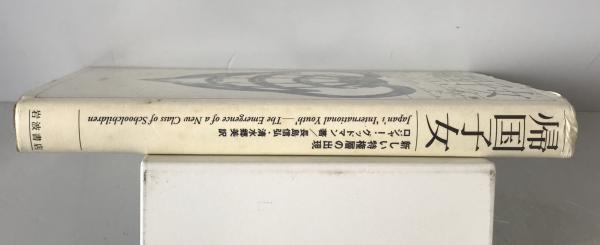 帰国子女
新しい特権層の出現
ロジャー・グッドマン著/長島信弘・清水郷美訳
Japan's 'International Youth'—The Emergence of a New Class of Schoolchildren
岩波書店